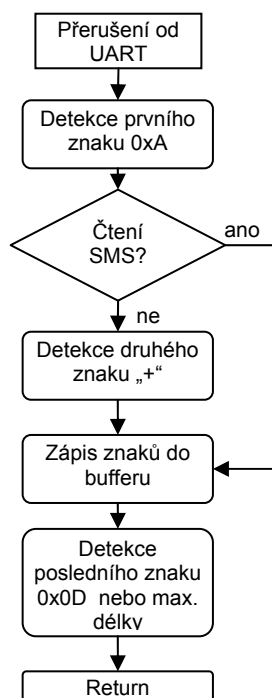 Přerušení od
UART
Detekce prvního
znaku 0xA
Čtení
SMS?
ano
ne
Detekce druhého
znaku „+“
Zápis znaků do
bufferu
Detekce
posledního znaku
0x0D nebo max.
délky
Return